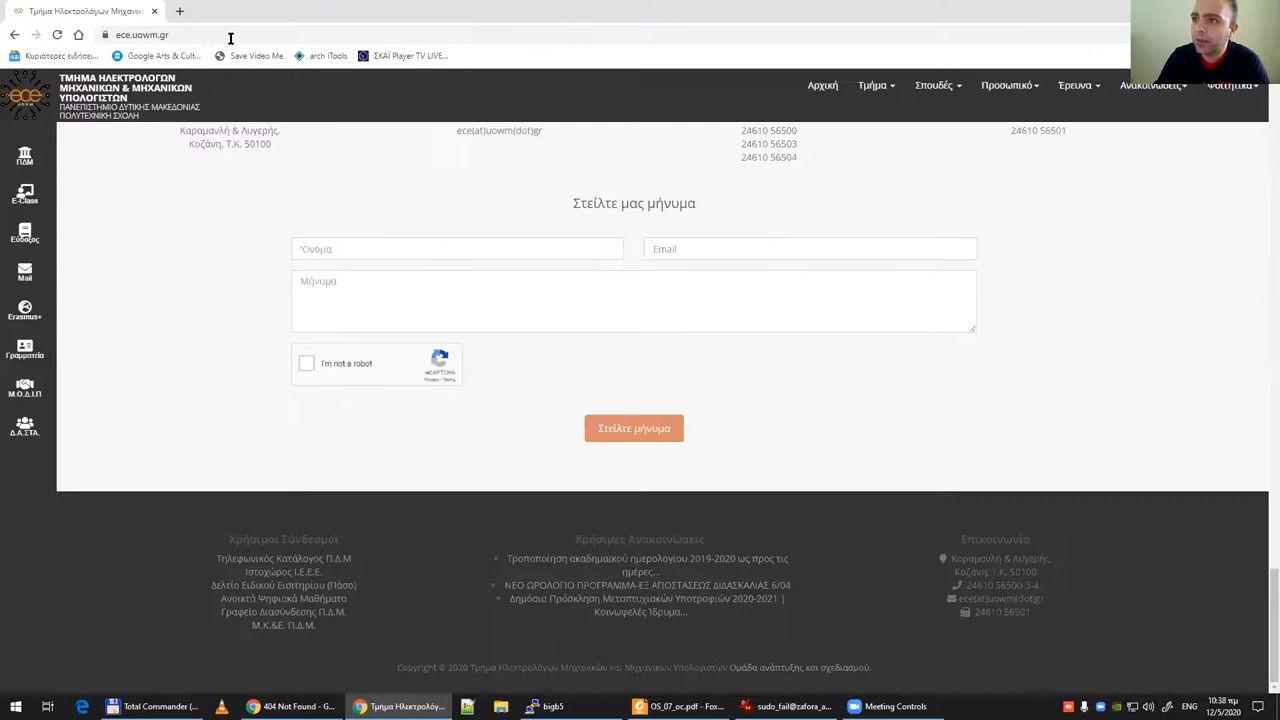 Τμήμα Ηλεκτρολόγων Μηχανικ
ece.uowm.gr
Κυριότερες ειδήσει...
Google Arts & Cult...
Save Video Me
arch iTools
ΣΚΑΪ Player TV LIVE...
ece
ΤΜΗΜΑ ΗΛΕΚΤΡΟΛΟΓΩΝ
ΜΗΧΑΝΙΚΩΝ & ΜΗΧΑΝΙΚΩΝ
ΥΠΟΛΟΓΙΣΤΩΝ
ΠΑΝΕΠΙΣΤΗΜΙΟ ΔΥΤΙΚΗΣ ΜΑΚΕΔΟΝΙΑΣ
ΠΟΛΥΤΕΧΝΙΚΗ ΣΧΟΛΗ
Αρχική
Τμήμα
Σπουδές
Προσωπικό
Έρευνα
Ανακοινώσεις
Φοιτητικά
Καραμανλή & Λυγερής,
Κοζάνη, Τ.Κ. 50100
ece(at)uowm(dot)gr
24610 56500
24610 56503
24610 56504
24610 56501
ΠΔΜ
E-Class
Εύδοξος
Mail
Erasmus+
Γραμματεία
Μ.Ο.ΔΙ.Π
Δ.Α.ΣΤΑ.
Στείλτε μας μήνυμα
Όνομα
Email
Μήνυμα
I'm not a robot
reCAPTCHA
Privacy - Terms
Στείλτε μήνυμα
Χρήσιμοι Σύνδεσμοι
Τηλεφωνικός Κατάλογος Π.Δ.Μ
Ιστοχώρος Ι.Ε.Ε.Ε.
Δελτίο Ειδικού Εισιτηρίου (Πάσο)
Ανοικτά Ψηφιακά Μαθήματα
Γραφείο Διασύνδεσης Π.Δ.Μ.
Μ.Κ.&Ε. Π.Δ.Μ.
Χρήσιμες Ανακοινώσεις
Τροποποίηση ακαδημαϊκού ημερολογίου 2019-2020 ως προς τις
ημέρες...
ΝΕΟ ΩΡΟΛΟΓΙΟ ΠΡΟΓΡΑΜΜΑ-ΕΞ ΑΠΟΣΤΑΣΕΩΣ ΔΙΔΑΣΚΑΛΙΑΣ 6/04
Δημόσια Πρόσκληση Μεταπτυχιακών Υποτροφιών 2020-2021 |
Κοινωφελές Ίδρυμα...
Επικοινωνία
Καραμανλή & Λυγερής,
Κοζάνη, Τ.Κ. 50100
24610 56500-3-4
ece(at)uowm(dot)gr
24610 56501
Copyright © 2020 Τμήμα Ηλεκτρολόγων Μηχανικών και Μηχανικών Υπολογιστών Ομάδα ανάπτυξης και σχεδιασμού.
Total Commander (...
404 Not Found - G...
Τμήμα Ηλεκτρολόγ...
bigb5
OS_07_oc.pdf - Fox...
sudo_fail@zafora_a...
Meeting Controls
10:38 πμ
12/5/2020